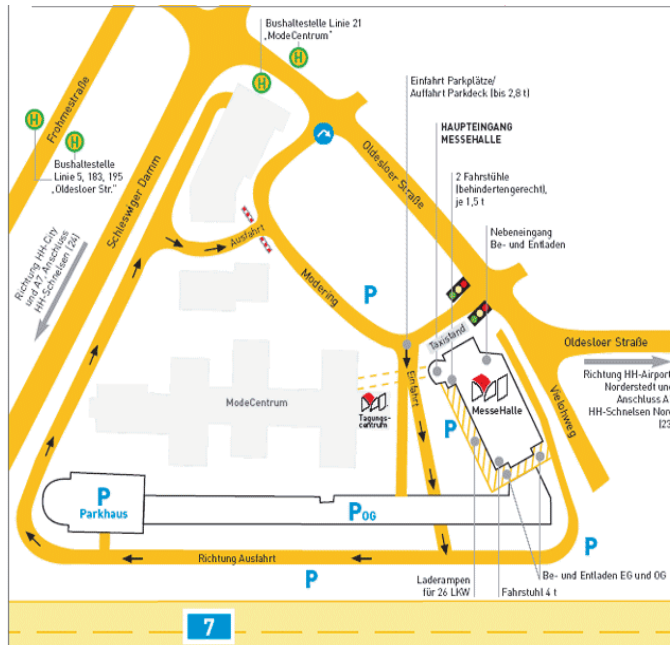 Bushaltestelle Linie 21
„ModeCentrum"
H
H
Einfahrt Parkplätze/
Auffahrt Parkdeck (bis 2,8 t)
HAUPTEINGANG
MESSEHALLE
2 Fahrstühle
(behindertengerecht),
je 1,5 t
Nebeneingang
Be- und Entladen
Frohmestraße
H
H
Bushaltestelle
Linie 5, 183, 195
„Oldesloer Str."
Schleswiger Damm
Oldesloer Straße
Richtung HH-City
und A7, Anschluss
HH-Schnelsen (24)
Ausfahrt
Modering
P
Taxistand
Oldesloer Straße
Richtung HH-Airport
Norderstedt und
Anschluss A
HH-Schnelsen Nor
(23
Vielohweg
Einfahrt
ModeCentrum
Tagungs-
centrum
MesseHalle
P
P
Parkhaus
POG
Richtung Ausfahrt
P
P
Laderampen
für 26 LKW
Fahrstuhl 4 t
Be- und Entladen EG und OG
7